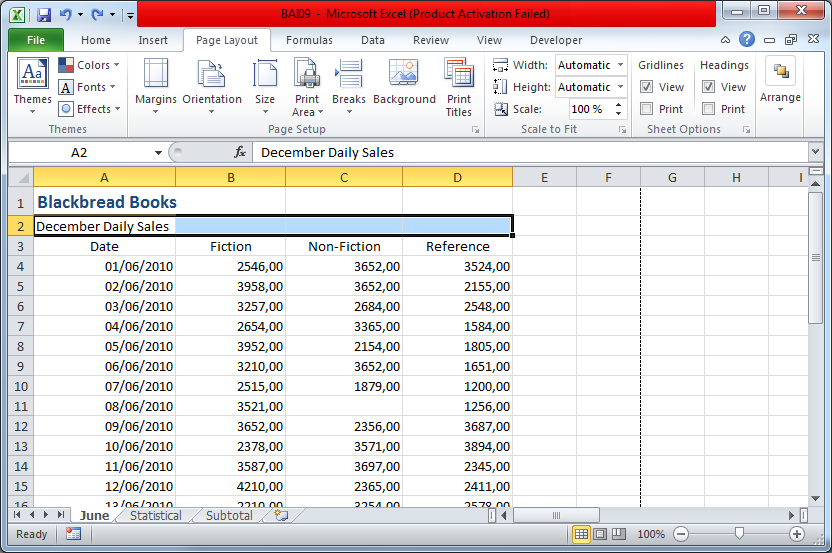 BAI09 - Microsoft Excel (Product Activation Failed)
File Home Insert Page Layout Formulas Data Review View Developer
Themes Colors Fonts Effects Margins Orientation Size Print Area Breaks Background Print Titles Width: Automatic Height: Automatic Scale: 100 % Gridlines View Print Headings View Print Arrange
Themes Page Setup Scale to Fit Sheet Options
A2 fx December Daily Sales
A B C D E F G H I
1 Blackbread Books
2 December Daily Sales
3 Date Fiction Non-Fiction Reference
4 01/06/2010 2546,00 3652,00 3524,00
5 02/06/2010 3958,00 3652,00 2155,00
6 03/06/2010 3257,00 2684,00 2548,00
7 04/06/2010 2654,00 3365,00 1584,00
8 05/06/2010 3952,00 2154,00 1805,00
9 06/06/2010 3210,00 3652,00 1651,00
10 07/06/2010 2515,00 1879,00 1200,00
11 08/06/2010 3521,00 1256,00
12 09/06/2010 3652,00 2356,00 3687,00
13 10/06/2010 2378,00 3571,00 3894,00
14 11/06/2010 3587,00 3697,00 2345,00
15 12/06/2010 4210,00 2365,00 2411,00
16 13/06/2010 2210,00 3254,00 2578,00
June Statistical Subtotal
Ready 100%